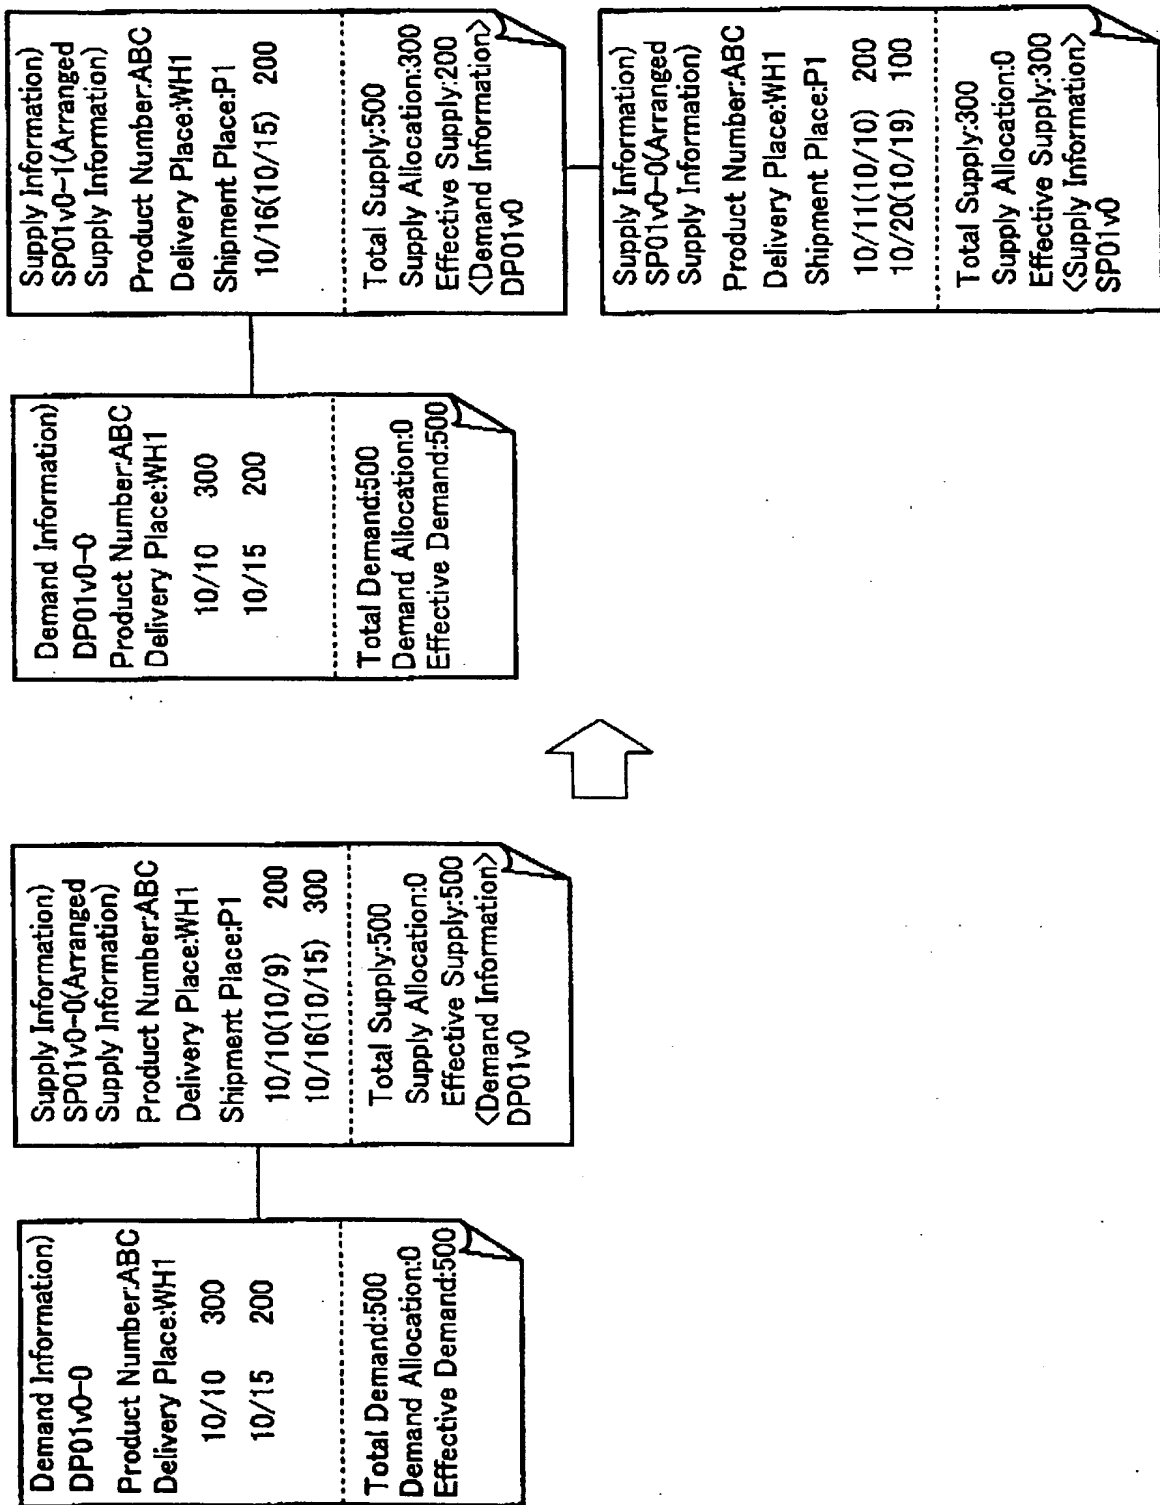 Demand Information)
DP01v0-0
Product Number:ABC
Delivery Place:WH1
10/10 300
10/15 200
Total Demand:500
Demand Allocation:0
Effective Demand:500
Supply Information)
SP01v0-0(Arranged
Supply Information)
Product Number:ABC
Delivery Place:WH1
Shipment Place:P1
10/10(10/9) 200
10/16(10/15) 300
Total Supply:500
Supply Allocation:0
Effective Supply:500
<Demand Information>
DP01v0
Demand Information)
DP01v0-0
Product Number:ABC
Delivery Place:WH1
10/10 300
10/15 200
Total Demand:500
Demand Allocation:0
Effective Demand:500
Supply Information)
SP01v0-1(Arranged
Supply Information)
Product Number:ABC
Delivery Place:WH1
Shipment Place:P1
10/16(10/15) 200
Total Supply:500
Supply Allocation:300
Effective Supply:200
<Demand Information>
DP01v0
Supply Information)
SP01v0-0(Arranged
Supply Information)
Product Number:ABC
Delivery Place:WH1
Shipment Place:P1
10/11(10/10) 200
10/20(10/19) 100
Total Supply:300
Supply Allocation:0
Effective Supply:300
<Supply Information>
SP01v0